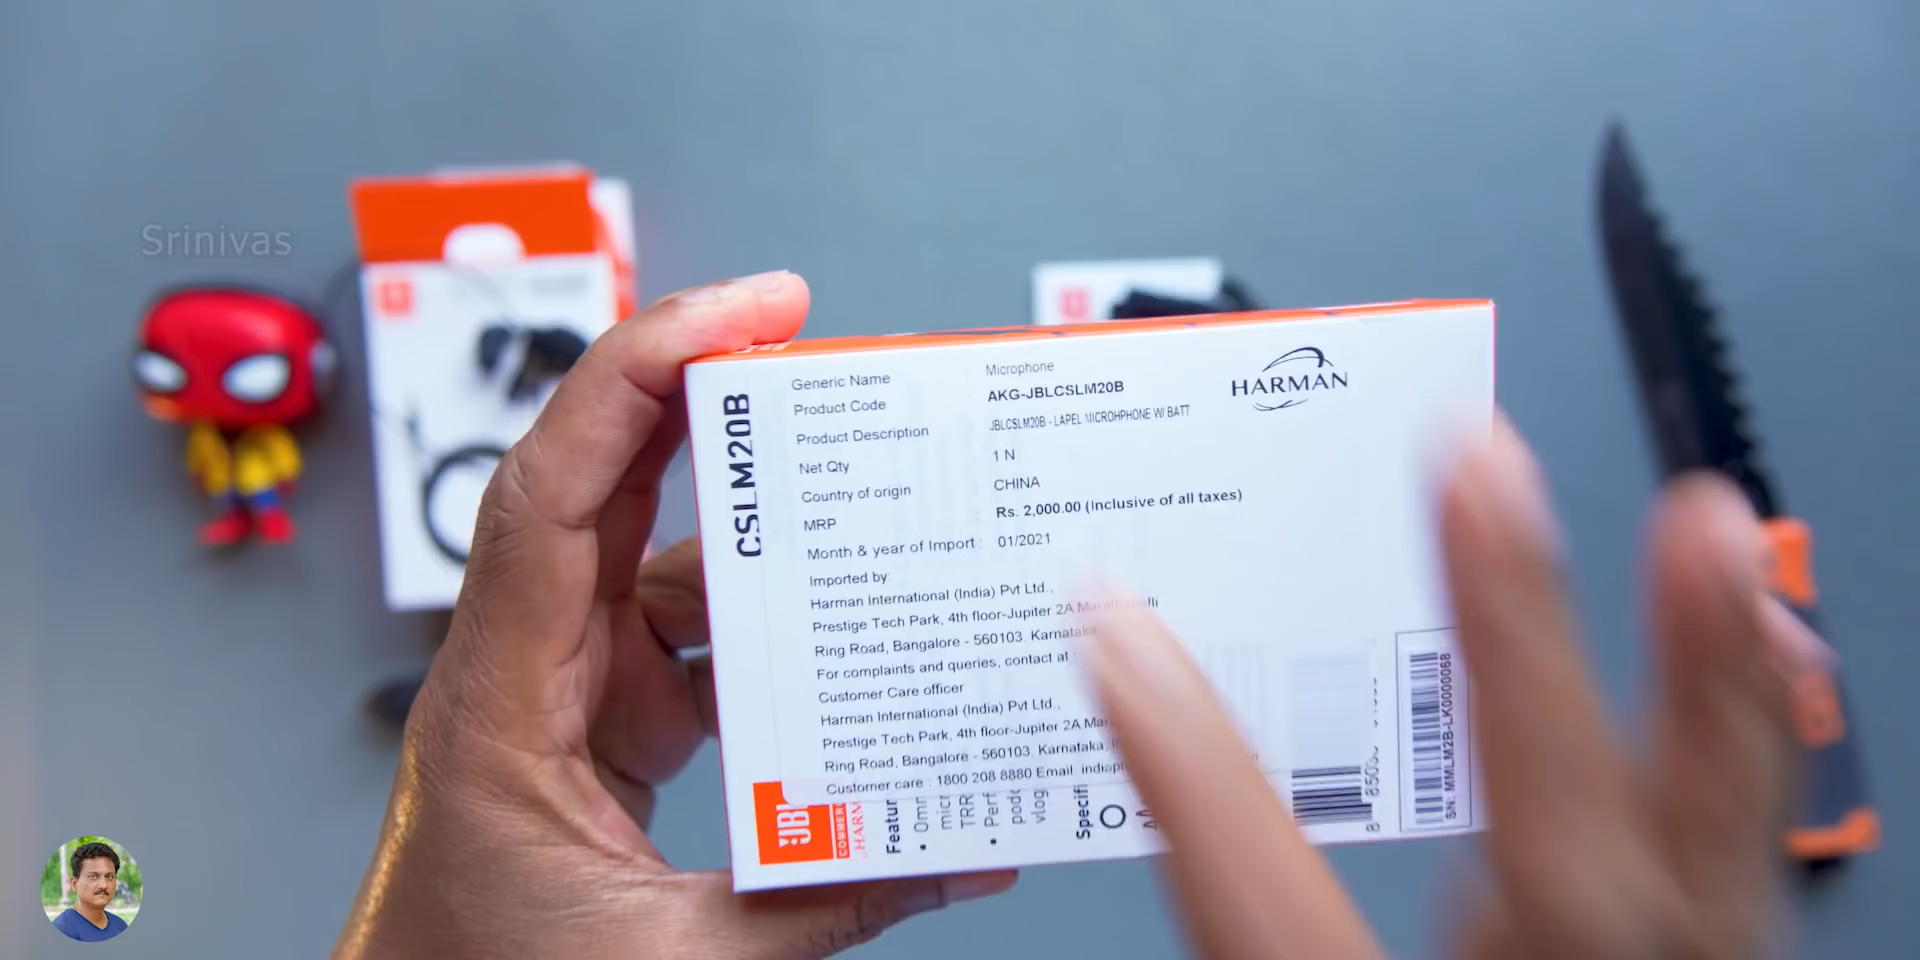 Srinivas
CSLM20B
Generic Name Microphone
Product Code AKG-JBLCSLM20B
Product Description JBLCSLM20B - LAPEL MICROHPHONE W/ BATT
Net Qty 1 N
Country of origin CHINA
MRP Rs. 2,000.00 (Inclusive of all taxes)
Month & year of Import : 01/2021
HARMAN
Imported by:
Harman International (India) Pvt Ltd.,
Prestige Tech Park, 4th floor-Jupiter 2A
Ring Road, Bangalore - 560103. Karnataka
For complaints and queries, contact at :
Customer Care officer
Harman International (India) Pvt Ltd.,
Prestige Tech Park, 4th floor-Jupiter 2A
Ring Road, Bangalore - 560103. Karnataka,
Customer care : 1800 208 8880 Email
JBL
SN: MMLM2B-LK0000068